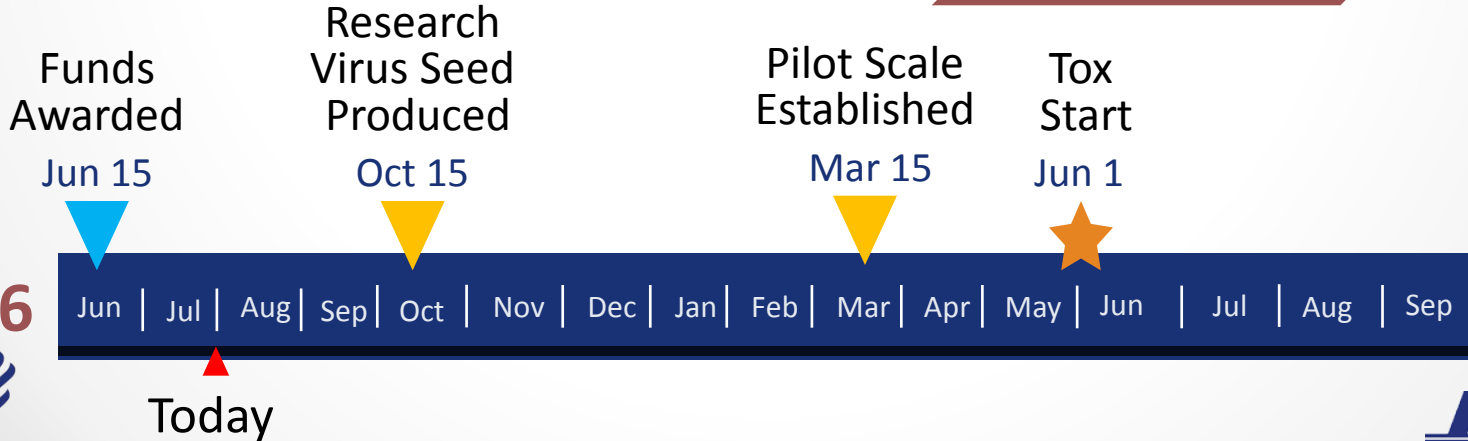 Funds
Awarded
Jun 15
Research
Virus Seed
Produced
Oct 15
Pilot Scale
Established
Mar 15
Tox
Start
Jun 1
6 Jun Jul Aug Sep Oct Nov Dec Jan Feb Mar Apr May Jun Jul Aug Sep
Today